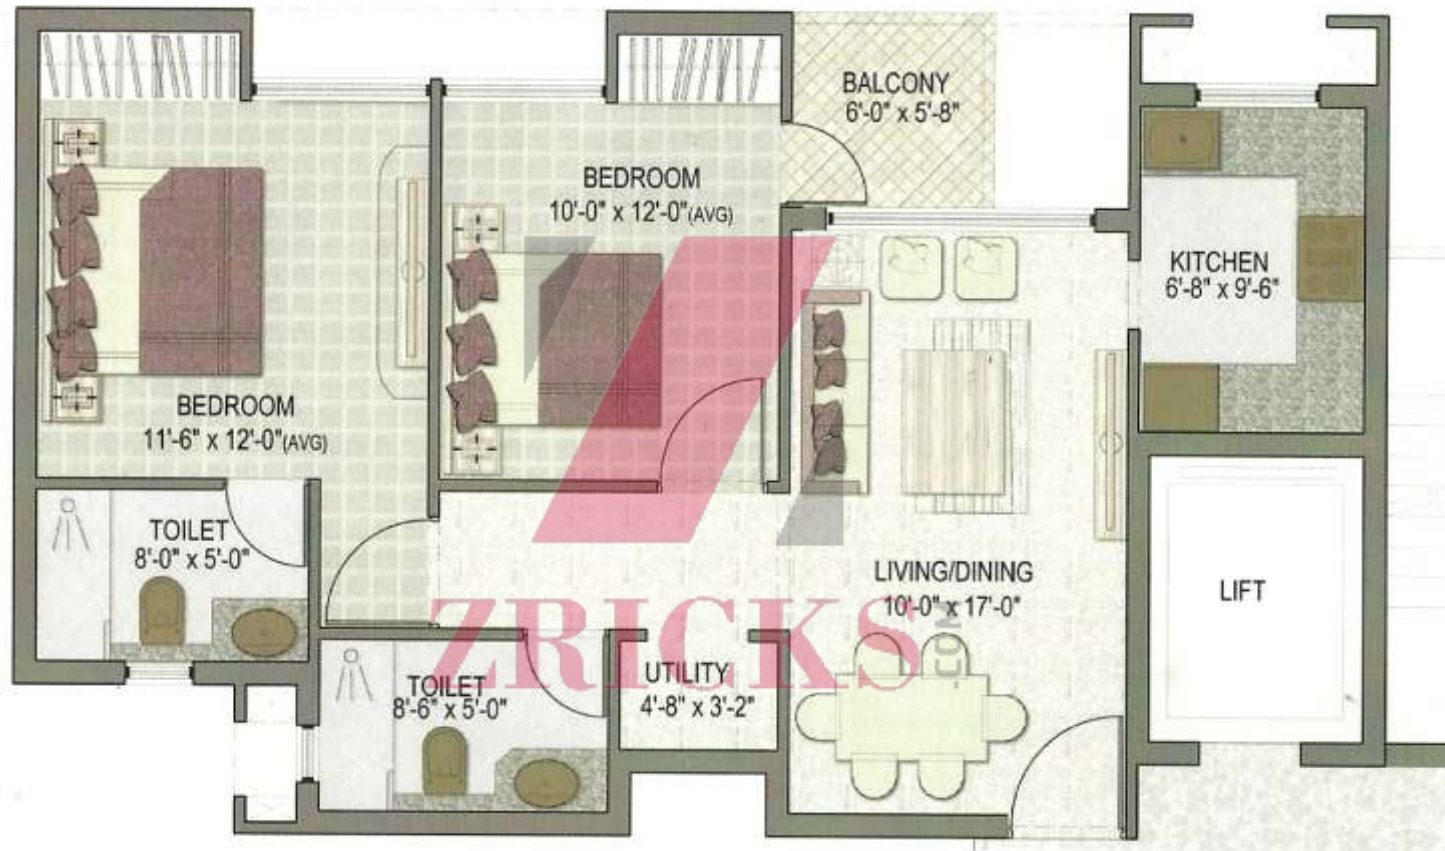 BALCONY
6'-0" x 5'-8"
BEDROOM
10'-0" x 12'-0"(AVG)
KITCHEN
6'-8" x 9'-6"
BEDROOM
11'-6" x 12'-0"(AVG)
TOILET
8'-0" x 5'-0"
LIVING/DINING
10'-0" x 17'-0"
LIFT
ZRICKS
.COM
TOILET
8'-6" x 5'-0"
UTILITY
4'-8" x 3'-2"